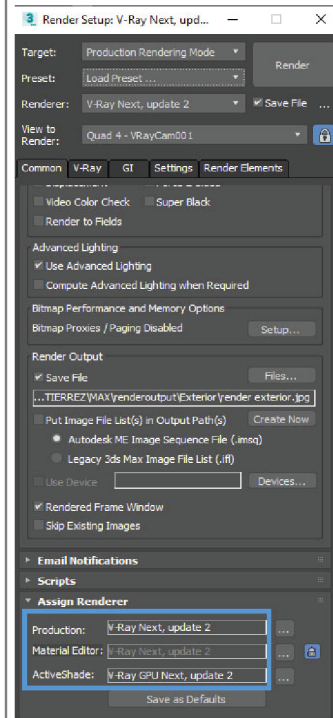 3 Render Setup: V-Ray Next, upd...
Target: Production Rendering Mode
Render
Preset: Load Preset ...
Renderer: V-Ray Next, update 2 Save File ...
View to Render: Quad 4 - VRayCam001
Common V-Ray GI Settings Render Elements
Video Color Check Super Black
Render to Fields
Advanced Lighting
Use Advanced Lighting
Compute Advanced Lighting when Required
Bitmap Performance and Memory Options
Bitmap Proxies / Paging Disabled Setup...
Render Output
Save File Files...
...TIERREZ\MAX\renderoutput\Exterior\render exterior.jpg
Put Image File List(s) in Output Path(s) Create Now
Autodesk ME Image Sequence File (.imsq)
Legacy 3ds Max Image File List (.ifl)
Use Device Devices...
Rendered Frame Window
Skip Existing Images
Email Notifications
Scripts
Assign Renderer
Production: V-Ray Next, update 2 ...
Material Editor: V-Ray Next, update 2 ...
ActiveShade: V-Ray GPU Next, update 2 ...
Save as Defaults